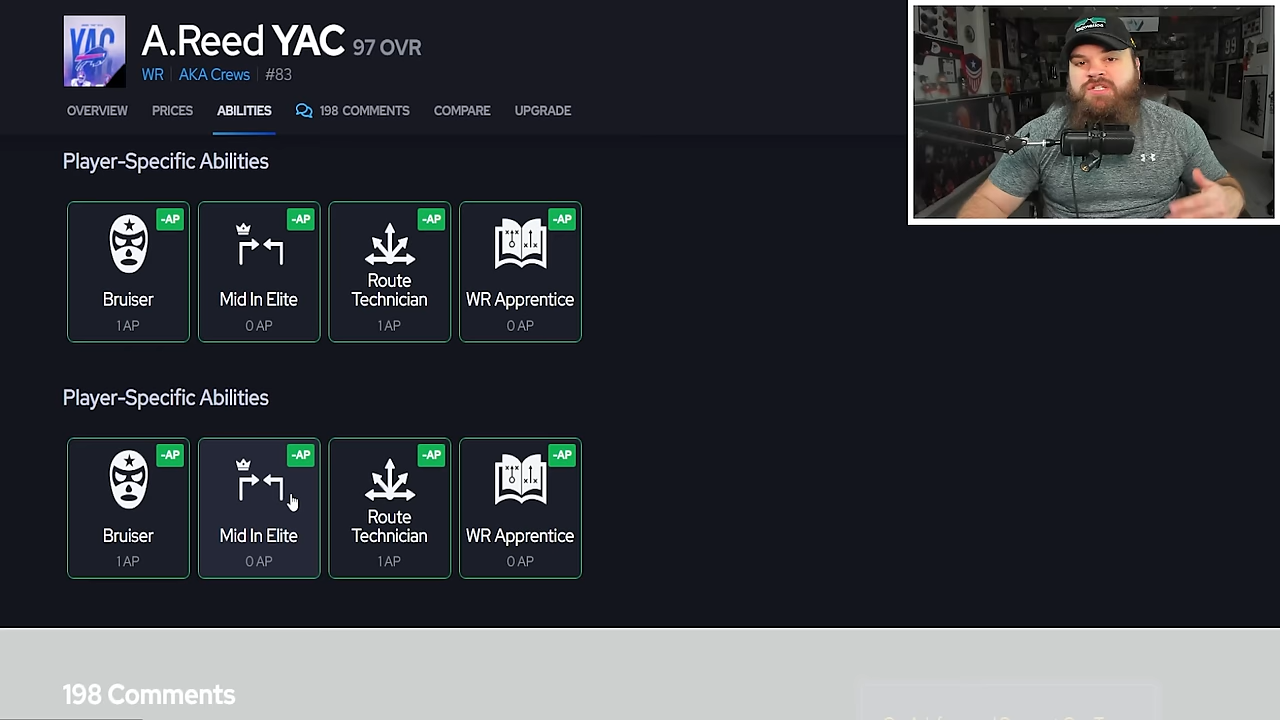 YAC
A.Reed YAC 97 OVR
WR AKA Crews #83
OVERVIEW PRICES ABILITIES 198 COMMENTS COMPARE UPGRADE
Player-Specific Abilities
-AP -AP -AP -AP
Bruiser Mid In Elite Route Technician WR Apprentice
1 AP 0 AP 1 AP 0 AP
Player-Specific Abilities
-AP -AP -AP -AP
Bruiser Mid In Elite Route Technician WR Apprentice
1 AP 0 AP 1 AP 0 AP
198 Comments
99